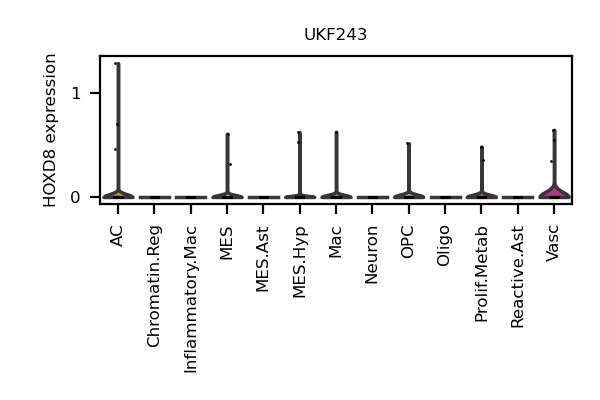 UKF243
HOXD8 expression
1
0
AC
Chromatin.Reg
Inflammatory.Mac
MES
MES.Ast
MES.Hyp
Mac
Neuron
OPC
Oligo
Prolif.Metab
Reactive.Ast
Vasc